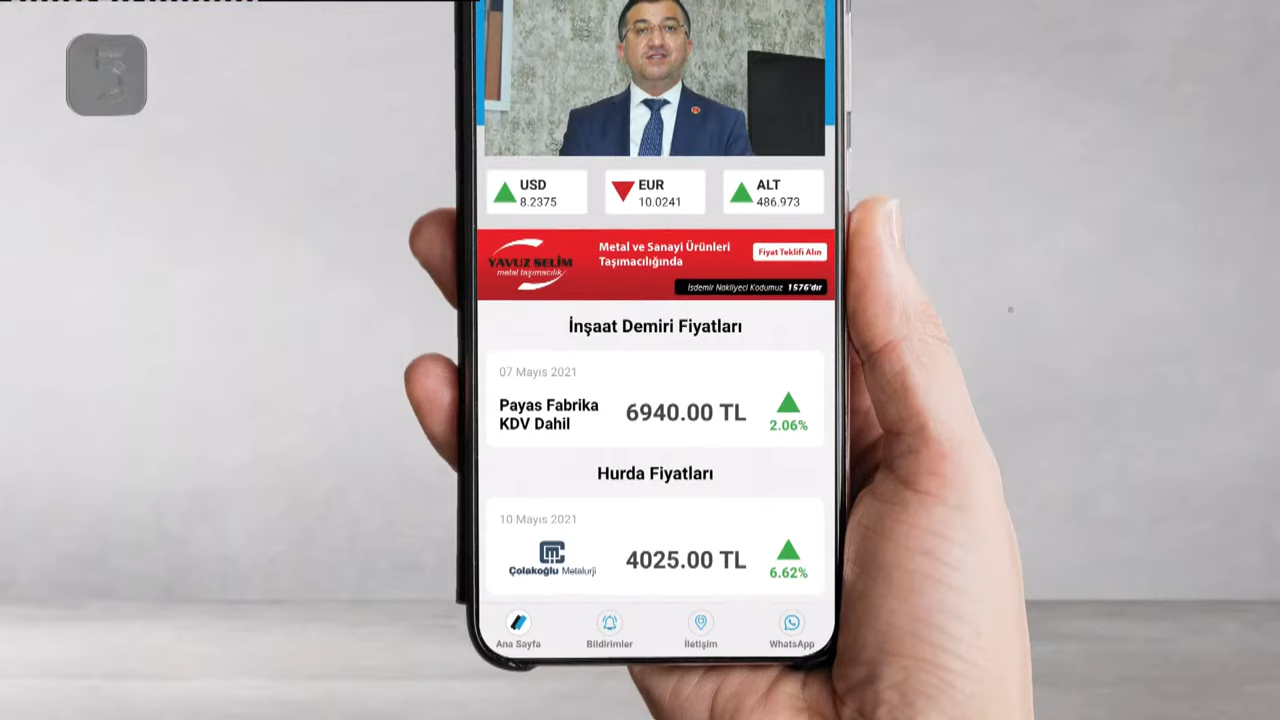 5
USD
8.2375
EUR
10.0241
ALT
486.973
YAVUZ SELİM
metal taşımacılık
Metal ve Sanayi Ürünleri
Taşımacılığında
Fiyat Teklifi Alın
İsdemir Nakliyeci Kodumuz 1576'dır
İnşaat Demiri Fiyatları
07 Mayıs 2021
Payas Fabrika
KDV Dahil
6940.00 TL
2.06%
Hurda Fiyatları
10 Mayıs 2021
Çolakoğlu Metalurji
4025.00 TL
6.62%
Ana Sayfa
Bildirimler
İletişim
WhatsApp